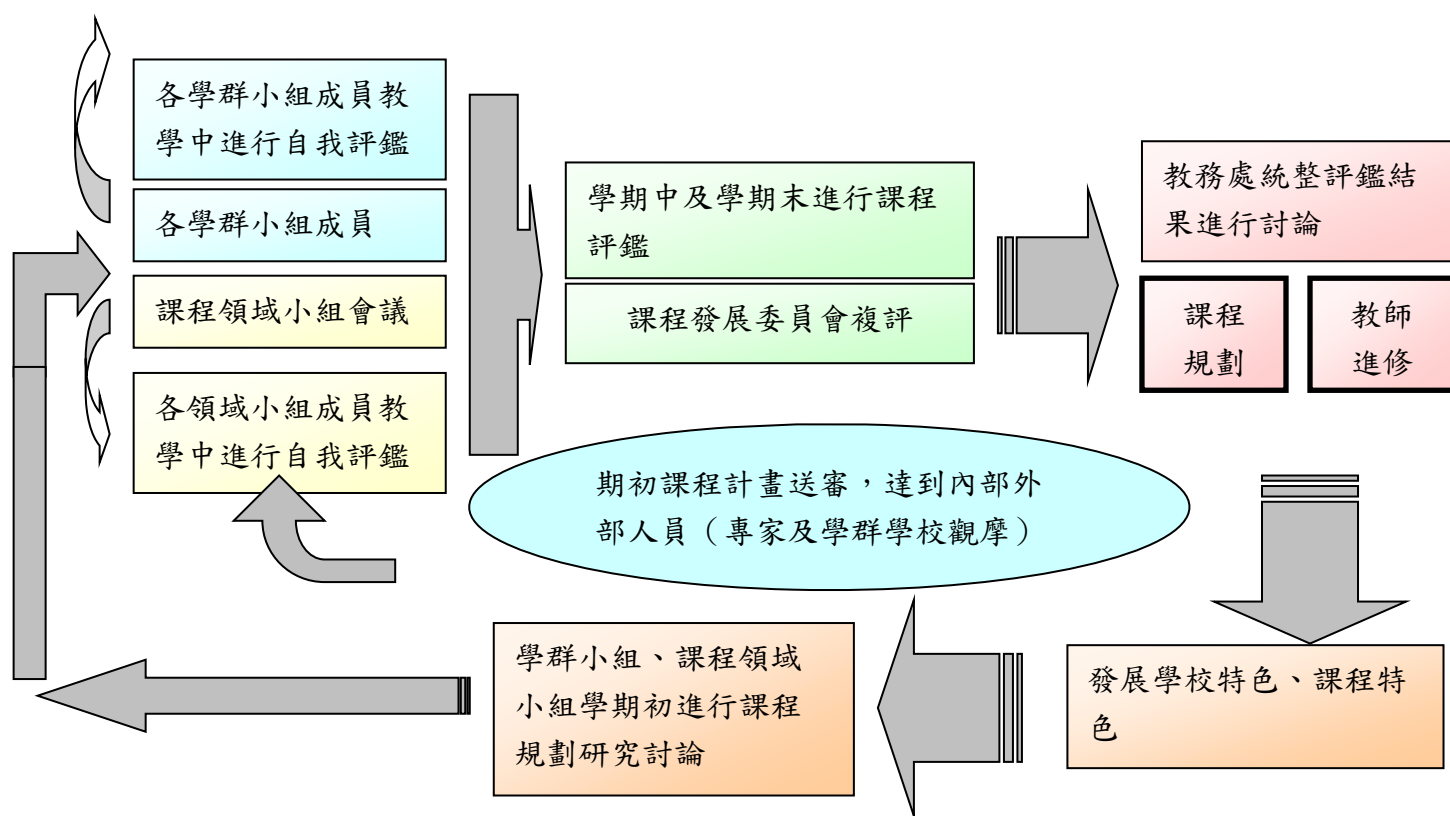 各學群小組成員教
學中進行自我評鑑
各學群小組成員
課程領域小組會議
各領域小組成員教
學中進行自我評鑑
學期中及學期末進行課程
評鑑
課程發展委員會複評
教務處統整評鑑結
果進行討論
課程
規劃
教師
進修
期初課程計畫送審，達到內部外
部人員（專家及學群學校觀摩）
學群小組、課程領域
小組學期初進行課程
規劃研究討論
發展學校特色、課程特
色